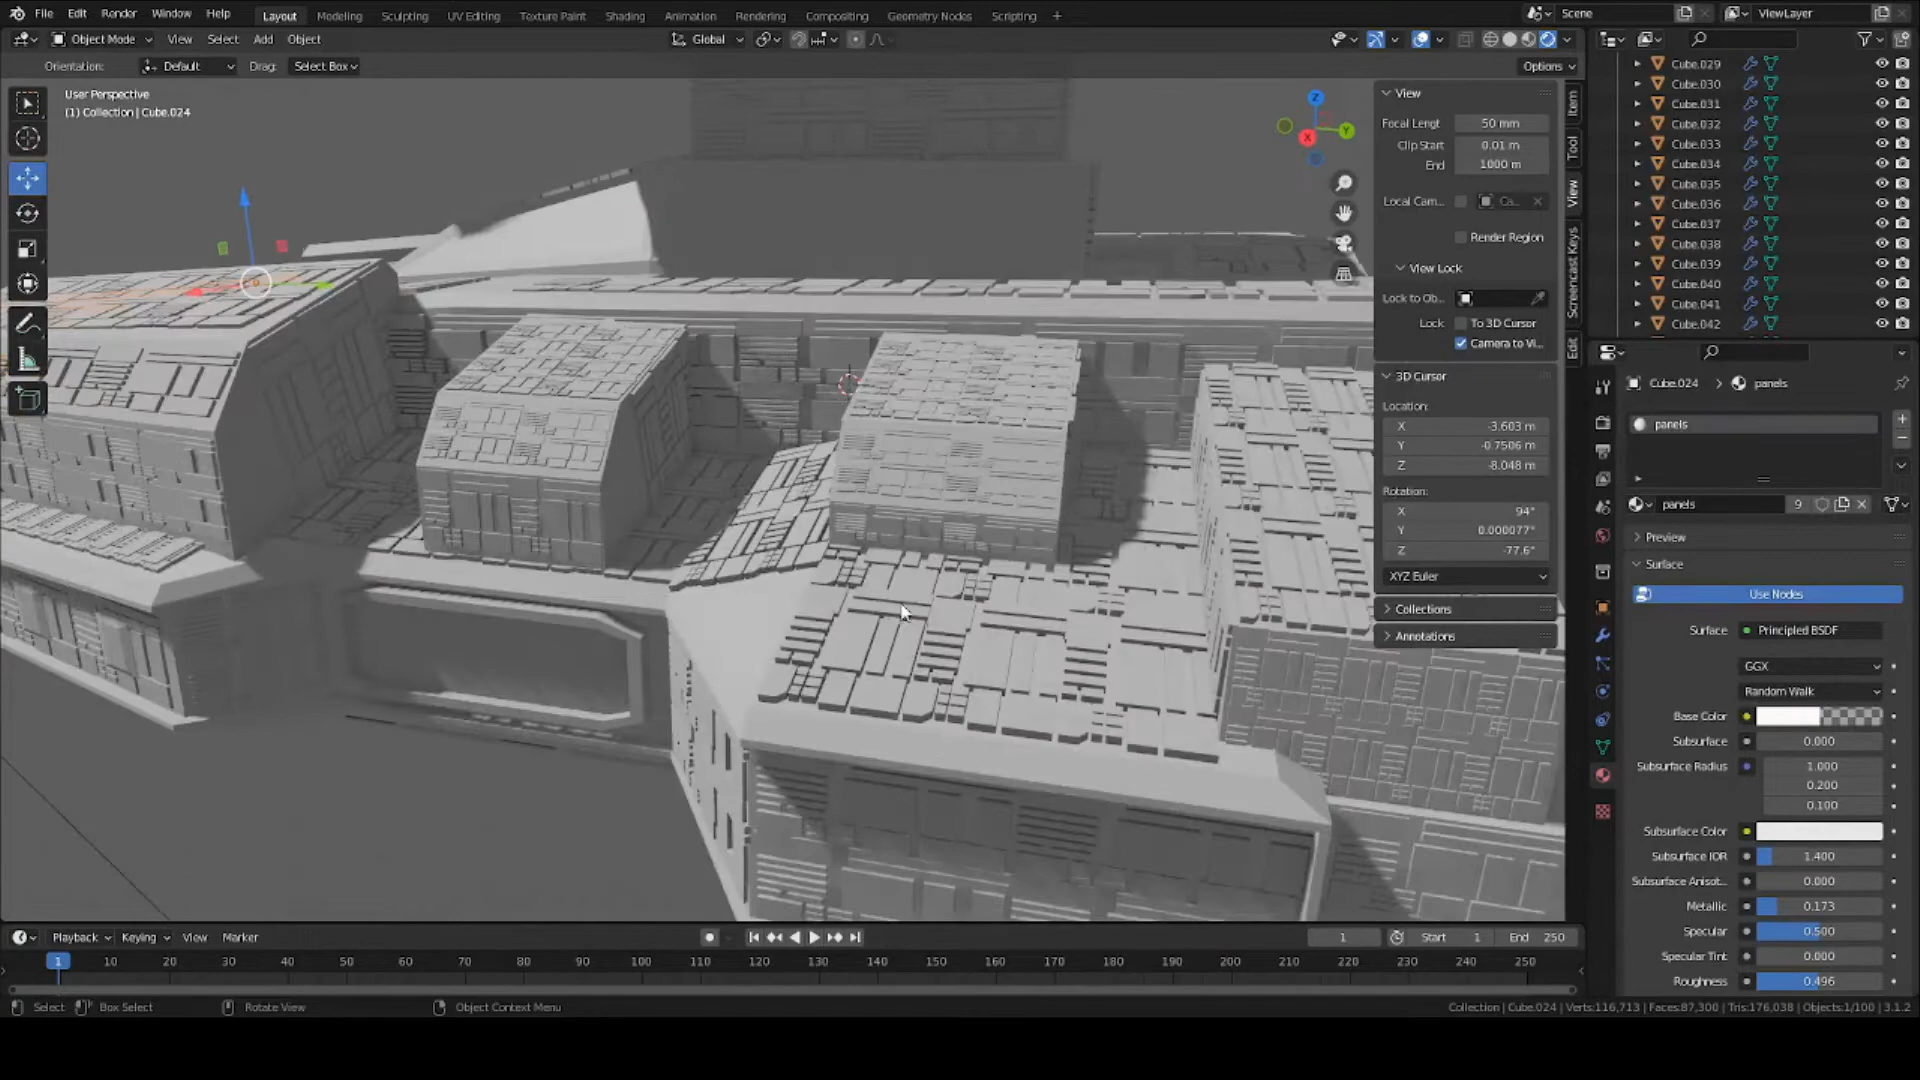 File Edit Render Window Help Layout Modeling Sculpting UV Editing Texture Paint Shading Animation Rendering Compositing Geometry Nodes Scripting + Scene ViewLayer
Object Mode View Select Add Object Global
Orientation: Default Drag: Select Box Options
User Perspective
(1) Collection | Cube.024
Z
Y
X
View
Focal Lengt 50 mm
Clip Start 0.01 m
End 1000 m
Local Cam... Ca...
Render Region
View Lock
Lock to Ob...
Lock: To 3D Cursor
Camera to Vi...
3D Cursor
Location:
X -3.603 m
Y -0.7506 m
Z -8.048 m
Rotation:
X 94°
Y 0.000077°
Z -77.6°
XYZ Euler
Collections
Annotations
Item
Tool
View
Screencast Keys
Edit
Cube.029
Cube.030
Cube.031
Cube.032
Cube.033
Cube.034
Cube.035
Cube.036
Cube.037
Cube.038
Cube.039
Cube.040
Cube.041
Cube.042
Cube.024 > panels
panels
panels 9
Preview
Surface
Use Nodes
Surface Principled BSDF
GGX
Random Walk
Base Color
Subsurface 0.000
Subsurface Radius 1.000
0.200
0.100
Subsurface Color
Subsurface IOR 1.400
Subsurface Anisot... 0.000
Metallic 0.173
Specular 0.500
Specular Tint 0.000
Roughness 0.496
Playback Keying View Marker 1 Start 1 End 250
1 10 20 30 40 50 60 70 80 90 100 110 120 130 140 150 160 170 180 190 200 210 220 230 240 250
Select Box Select Rotate View Object Context Menu Collection | Cube.024 | Verts:116,713 | Faces:87,300 | Tris:176,038 | Objects:1/100 | 3.1.2